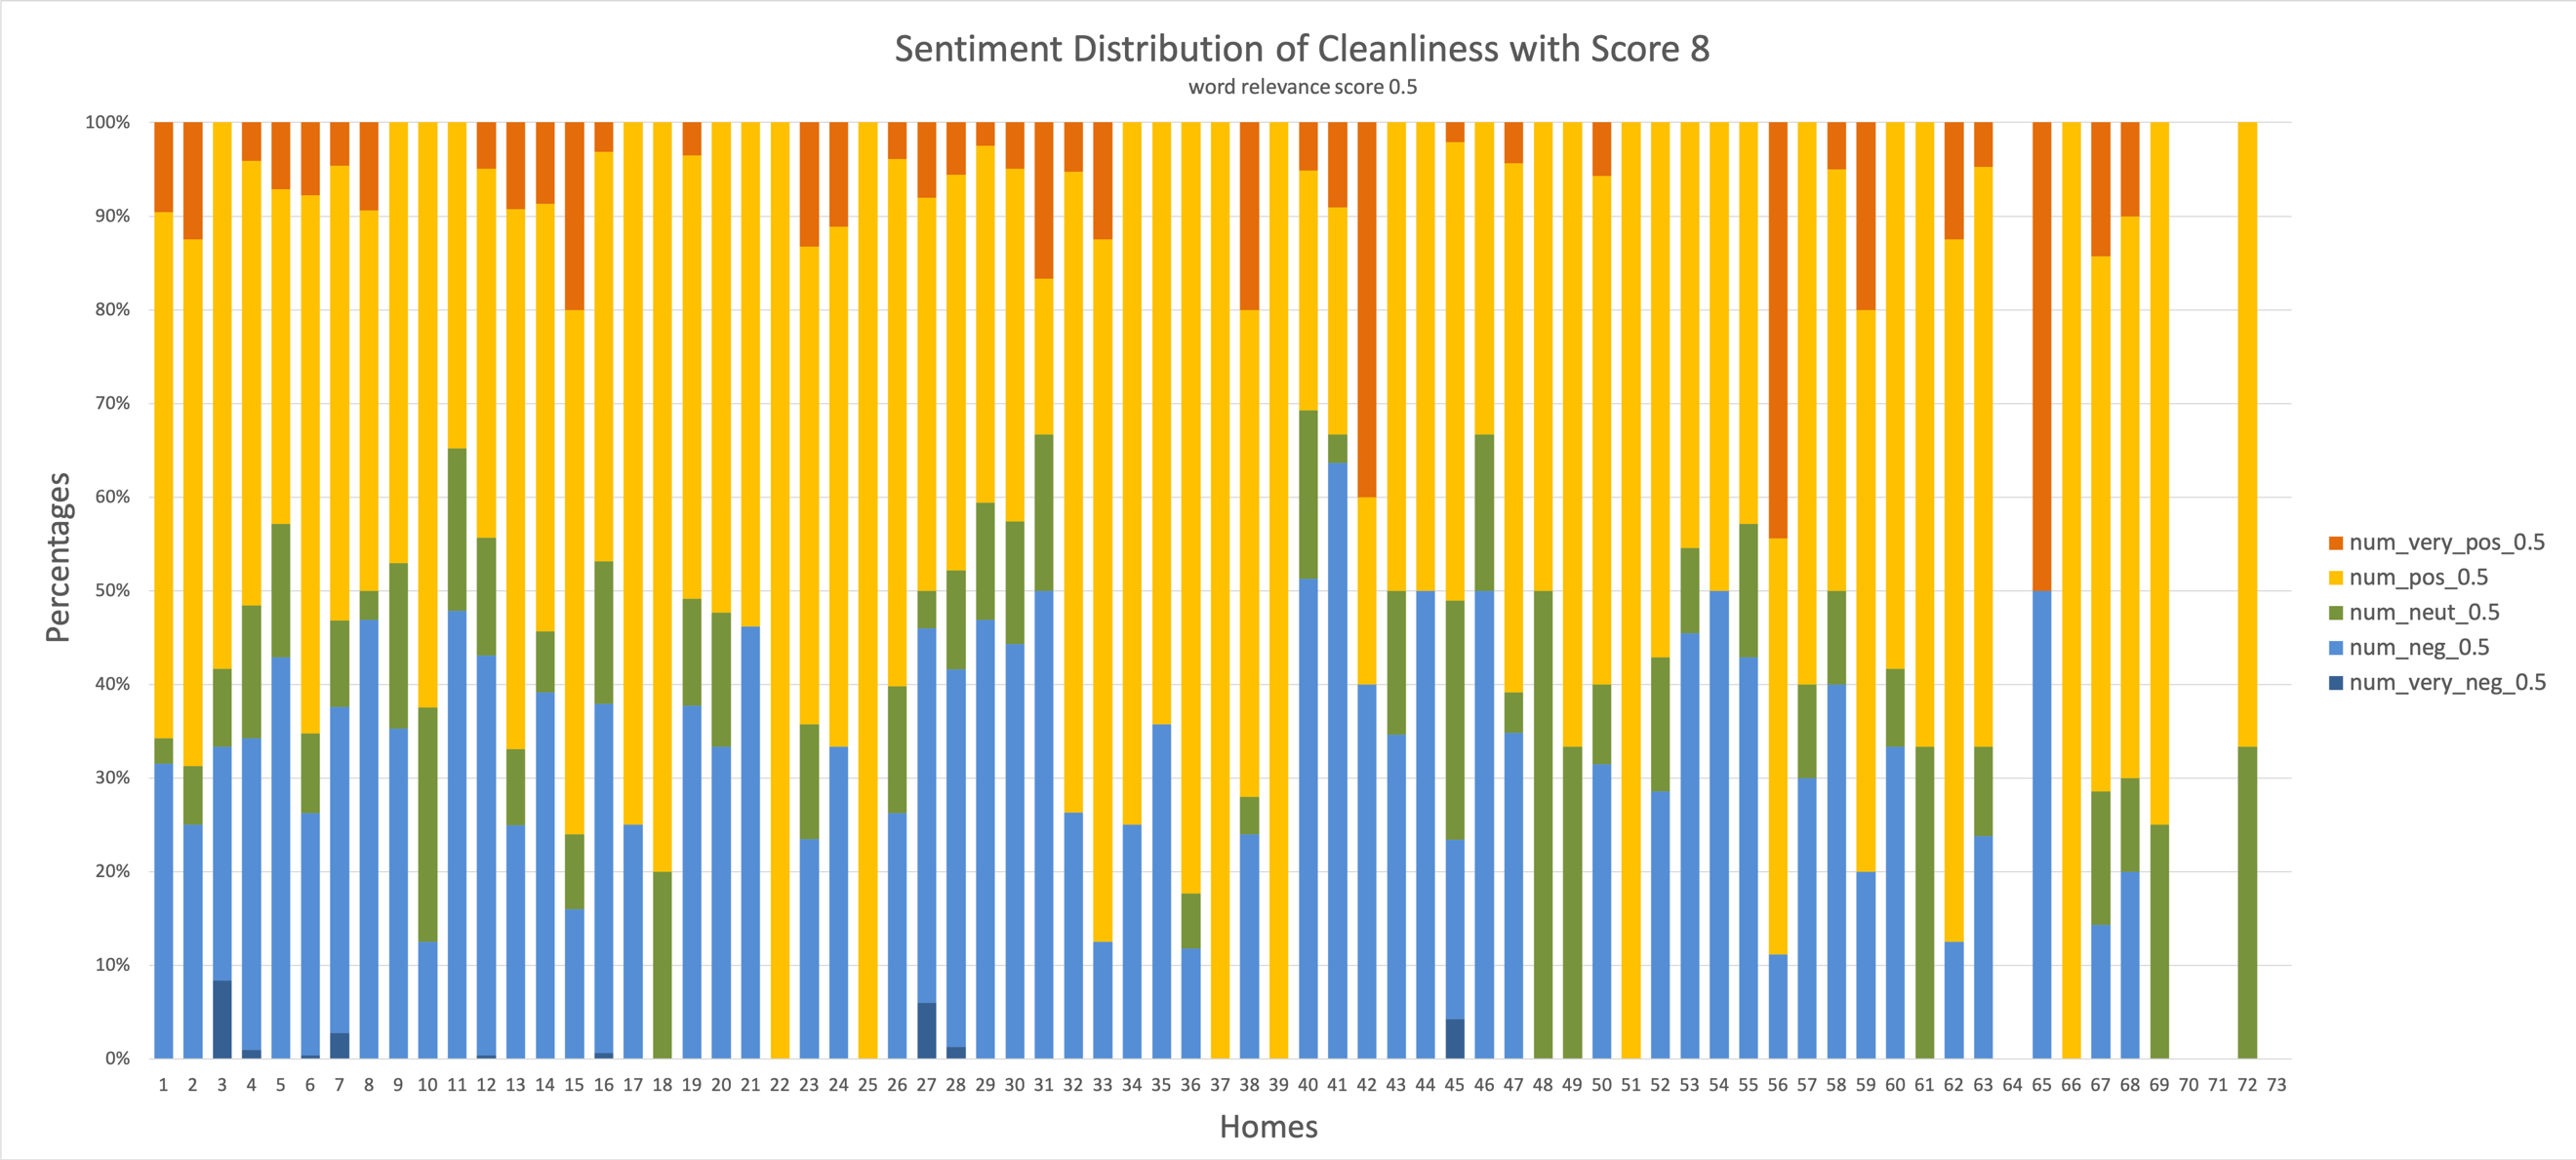 Sentiment Distribution of Cleanliness with Score 8
word relevance score 0.5
100%
90%
80%
70%
60%
50%
40%
30%
20%
10%
0%
Percentages
1 2 3 4 5 6 7 8 9 10 11 12 13 14 15 16 17 18 19 20 21 22 23 24 25 26 27 28 29 30 31 32 33 34 35 36 37 38 39 40 41 42 43 44 45 46 47 48 49 50 51 52 53 54 55 56 57 58 59 60 61 62 63 64 65 66 67 68 69 70 71 72 73
Homes
num_very_pos_0.5
num_pos_0.5
num_neut_0.5
num_neg_0.5
num_very_neg_0.5